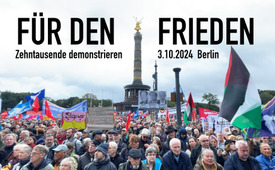 FÜR DEN FRIEDEN
Zehntausende demonstrieren 3.10.2024 Berlin